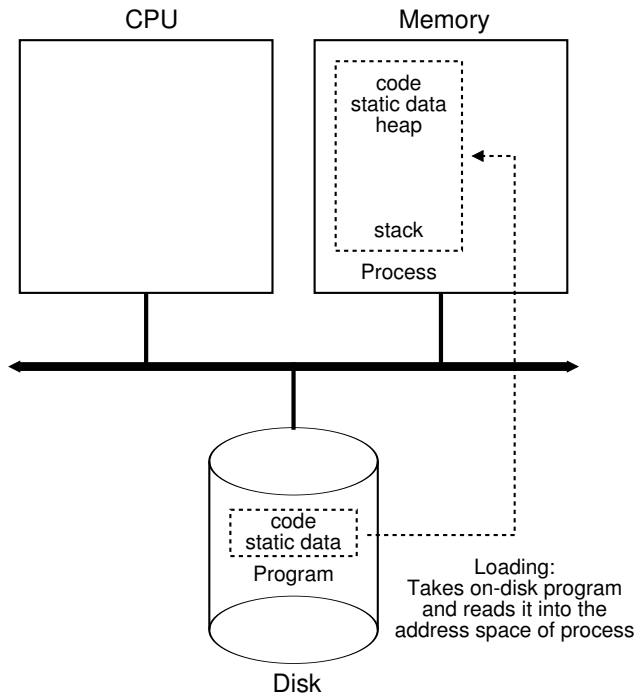 CPU
Memory
code
static data
heap
stack
Process
code
static data
Program
Loading:
Takes on-disk program
and reads it into the
address space of process
Disk